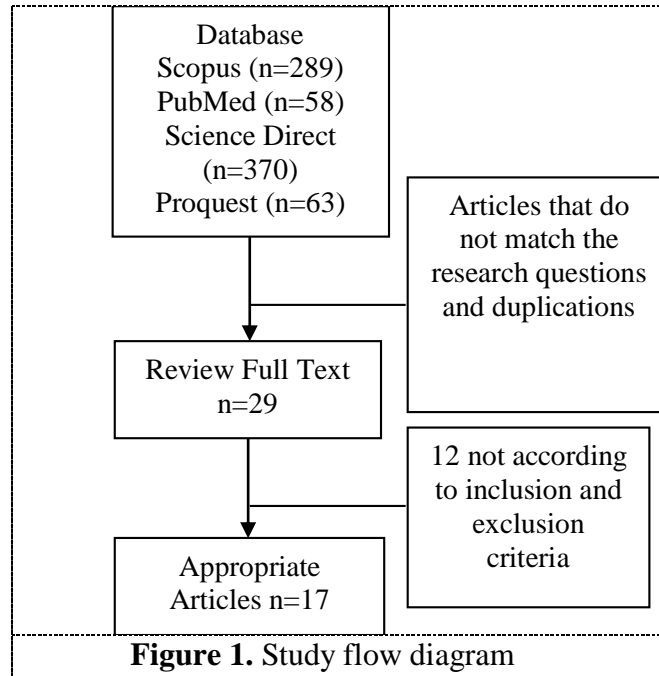 Database
Scopus (n=289)
PubMed (n=58)
Science Direct
(n=370)
Proquest (n=63)
Articles that do
not match the
research questions
and duplications
Review Full Text
n=29
12 not according
to inclusion and
exclusion
criteria
Appropriate
Articles n=17
Figure 1. Study flow diagram